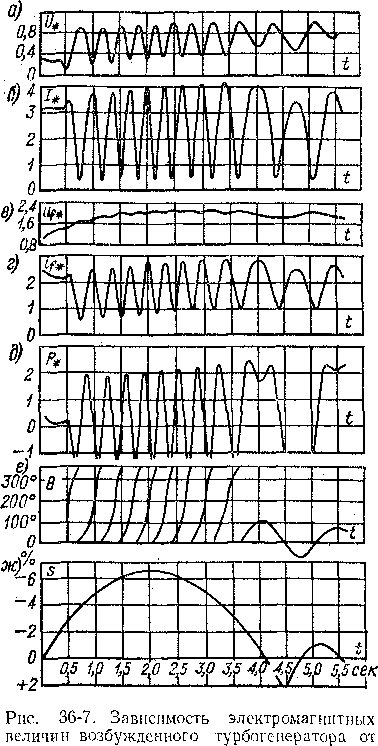 а) U* 0,8 0,4 0 t
б) 4 I* 3 2 1 0 t
в) 2,4 uf* 1,6 0,8 t
г) if* 2 1 0 t
д) P* 2 1 0 −1 t
е) 300° θ 200° 100° 0 t
ж) % s −6 −4 −2 0 +2 t
0,5 1,0 1,5 2,0 2,5 3,0 3,5 4,0 4,5 5,0 5,5 сек
Рис. 36-7. Зависимость электромагнитных
величин возбужденного турбогенератора от